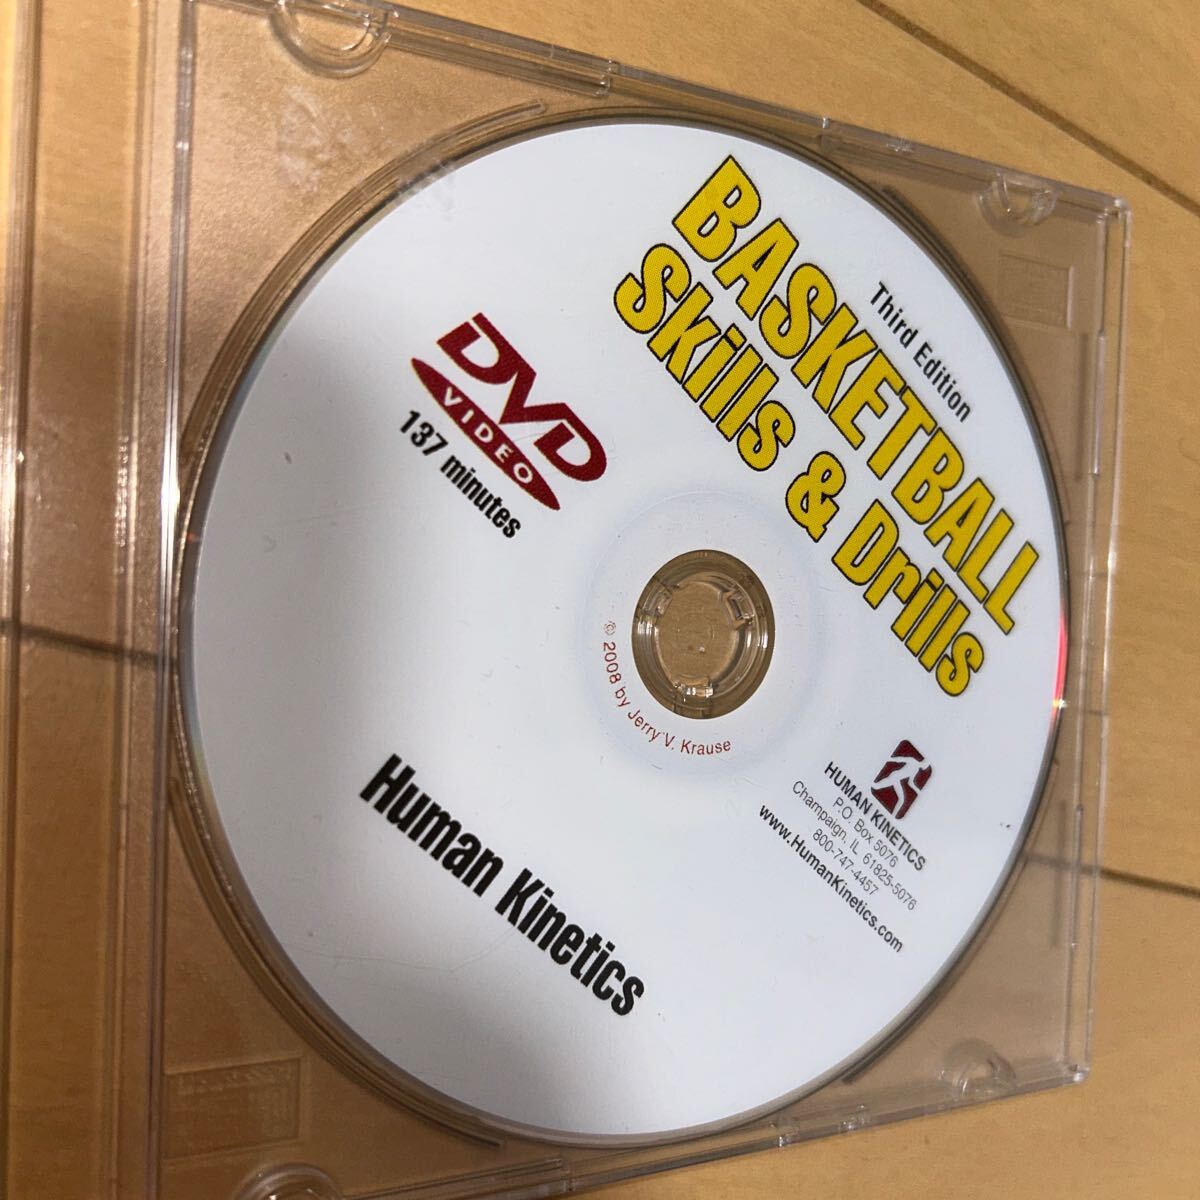 Third Edition
BASKETBALL
Skills & Drills
DVD
VIDEO
137 minutes
© 2008 by Jerry V. Krause
HUMAN KINETICS
P.O. Box 5076
Champaign, IL 61825-5076
800-747-4457
www.HumanKinetics.com
Human Kinetics